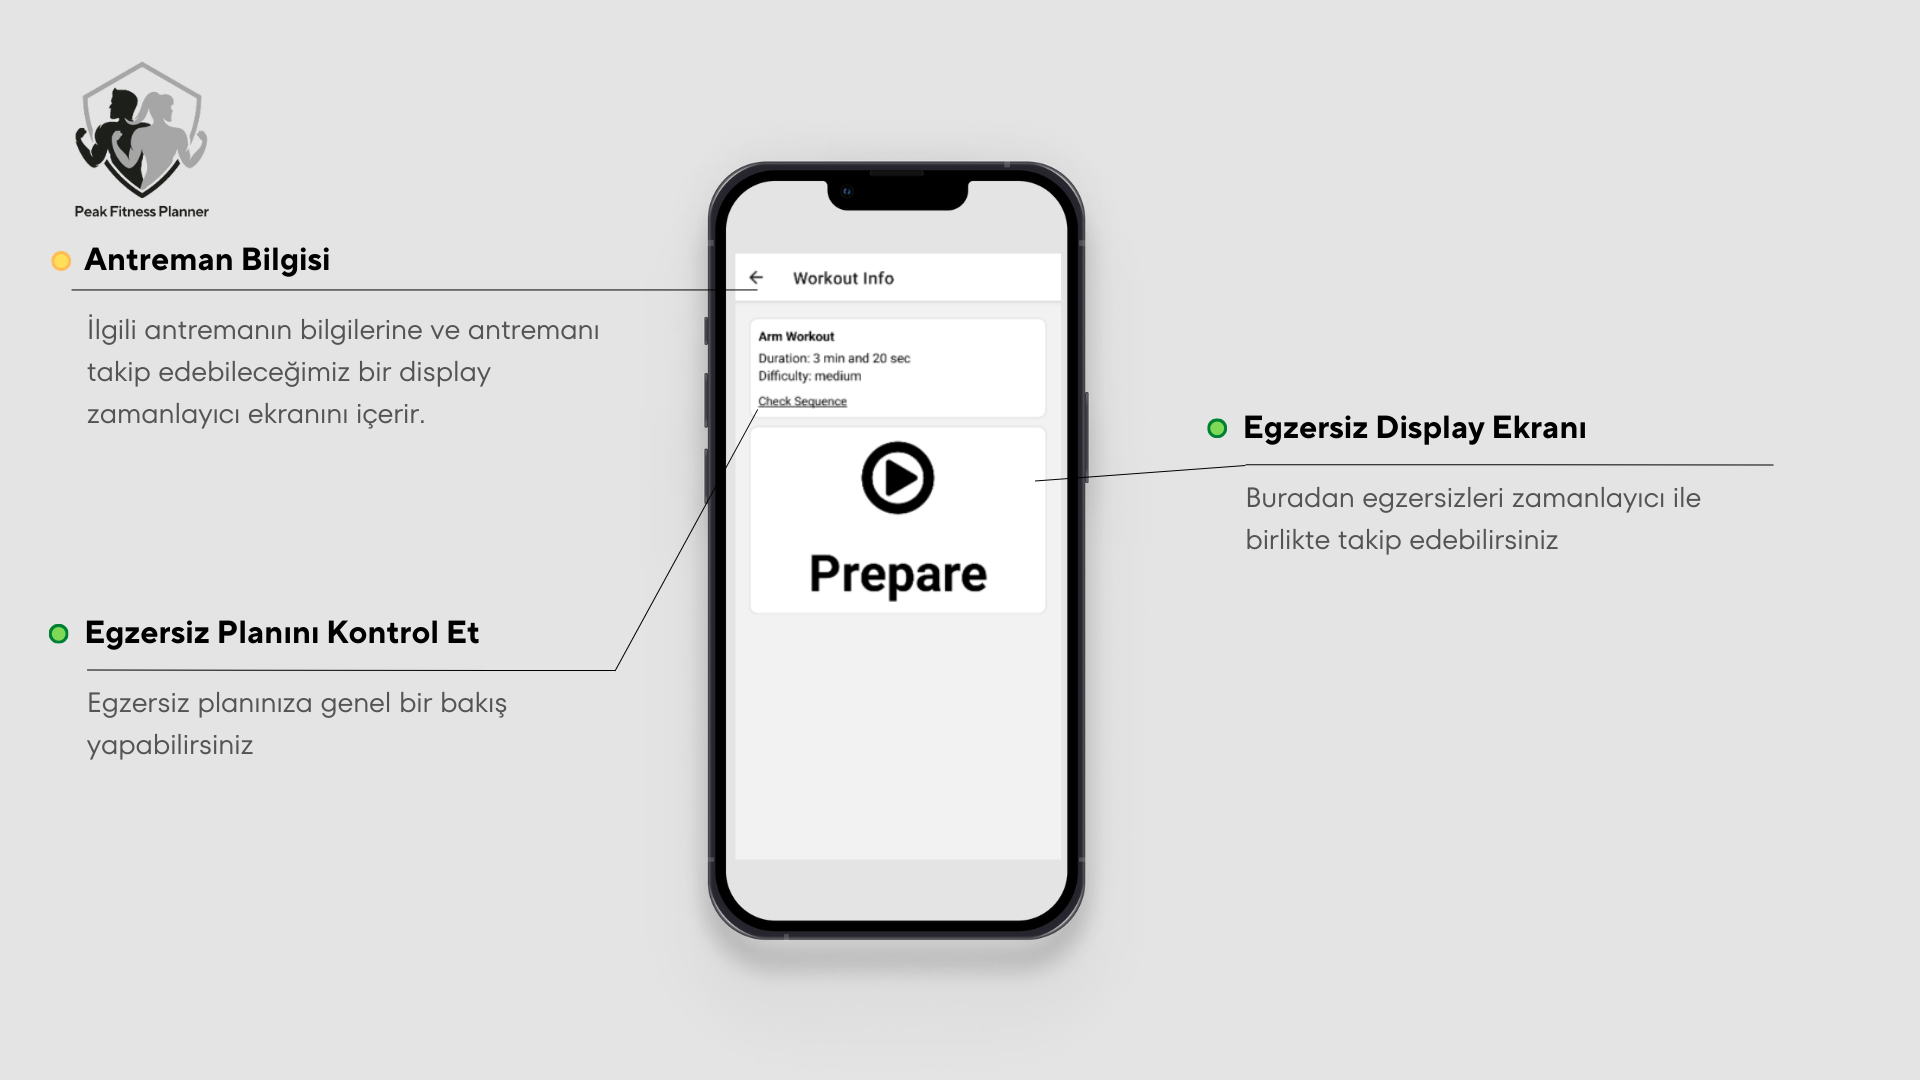 Peak Fitness Planner
Antreman Bilgisi
İlgili antremanın bilgilerine ve antremanı
takip edebileceğimiz bir display
zamanlayıcı ekranını içerir.
Egzersiz Planını Kontrol Et
Egzersiz planınıza genel bir bakış
yapabilirsiniz
Workout Info
Arm Workout
Duration: 3 min and 20 sec
Difficulty: medium
Check Sequence
Prepare
Egzersiz Display Ekranı
Buradan egzersizleri zamanlayıcı ile
birlikte takip edebilirsiniz